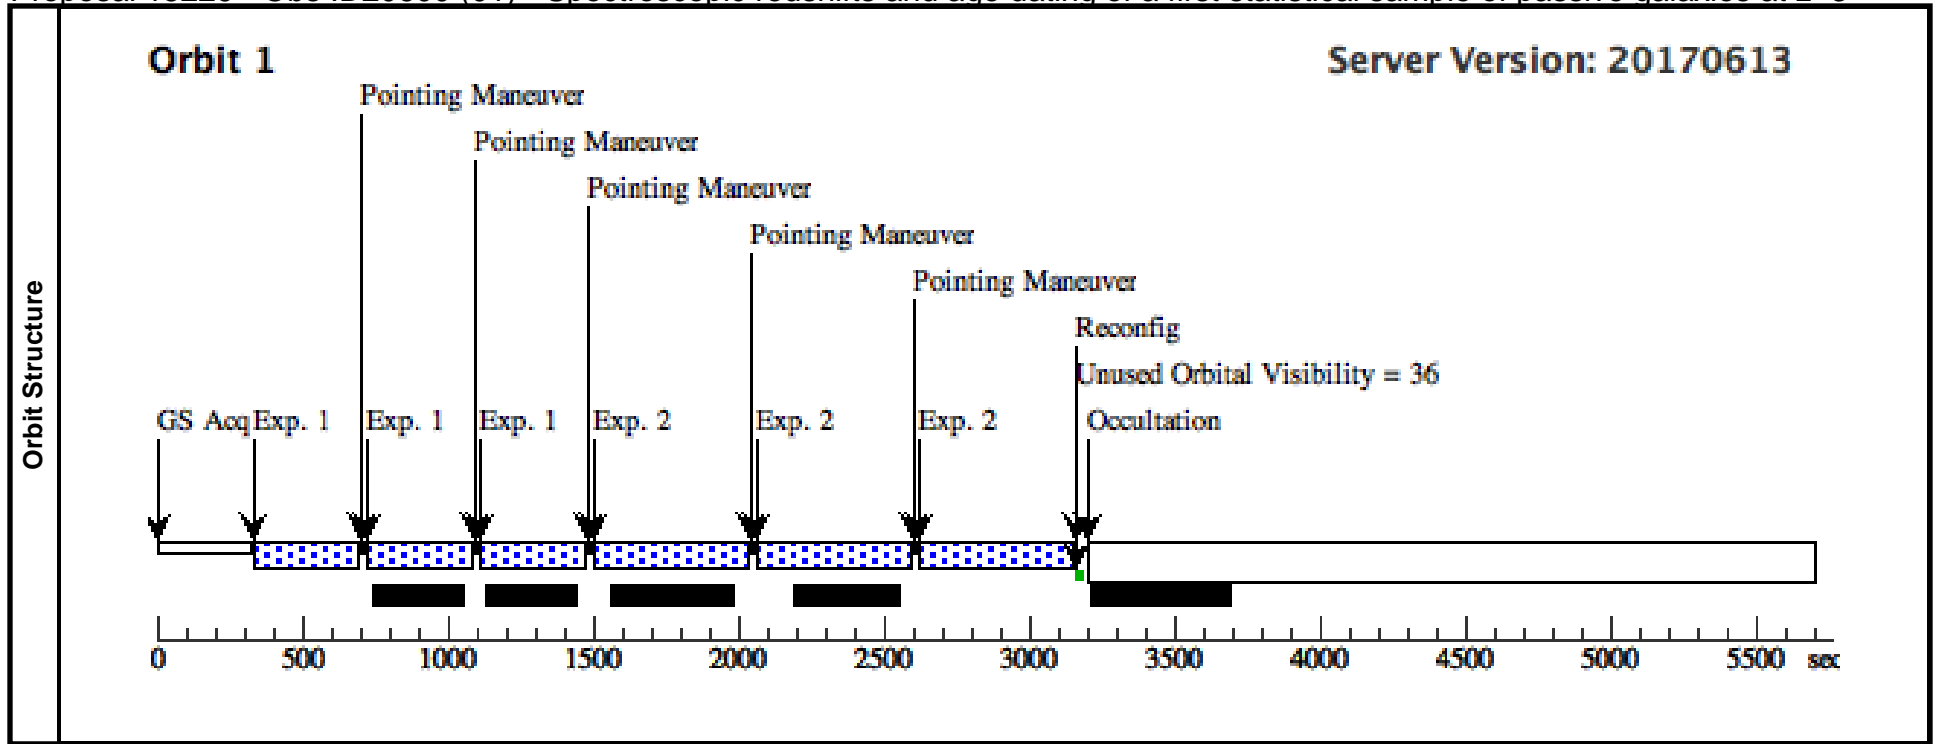 Orbit 1
Server Version: 20170613
Pointing Maneuver
Pointing Maneuver
Pointing Maneuver
Pointing Maneuver
Pointing Maneuver
Reconfig
Unused Orbital Visibility = 36
GS Acq Exp. 1 Exp. 1 Exp. 1 Exp. 2 Exp. 2 Exp. 2 Occultation
Orbit Structure
0 500 1000 1500 2000 2500 3000 3500 4000 4500 5000 5500 sec